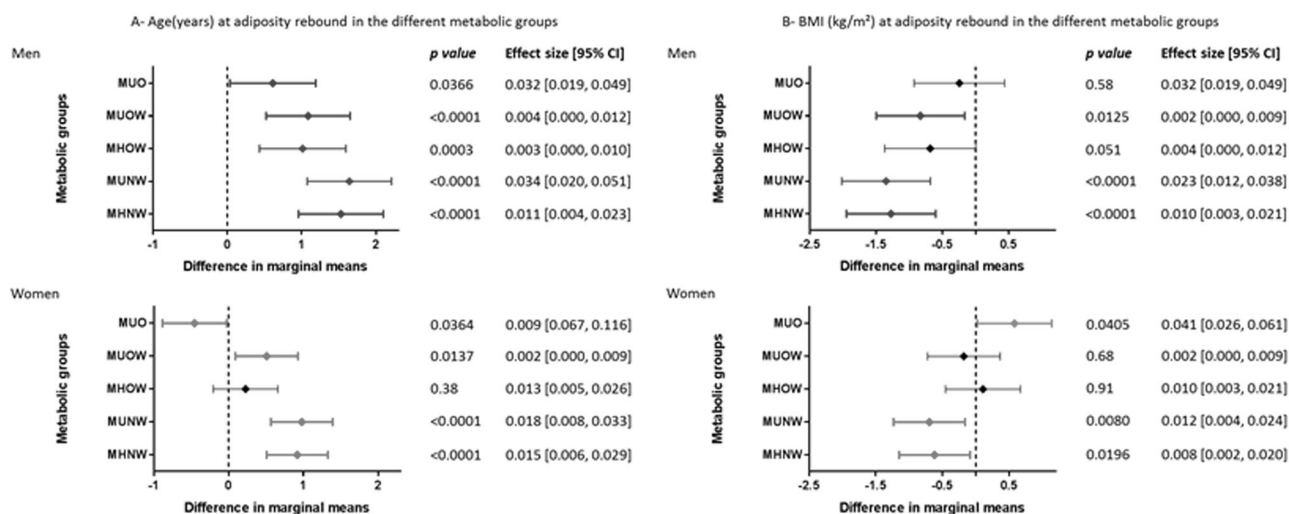 A- Age(years) at adiposity rebound in the different metabolic groups
Men
p value Effect size [95% CI]
Metabolic groups
MUO 0.0366 0.032 [0.019, 0.049]
MUOW <0.0001 0.004 [0.000, 0.012]
MHOW 0.0003 0.003 [0.000, 0.010]
MUNW <0.0001 0.034 [0.020, 0.051]
MHNW <0.0001 0.011 [0.004, 0.023]
-1 0 1 2
Difference in marginal means
Women
Metabolic groups
MUO 0.0364 0.009 [0.067, 0.116]
MUOW 0.0137 0.002 [0.000, 0.009]
MHOW 0.38 0.013 [0.005, 0.026]
MUNW <0.0001 0.018 [0.008, 0.033]
MHNW <0.0001 0.015 [0.006, 0.029]
-1 0 1 2
Difference in marginal means
B- BMI (kg/m²) at adiposity rebound in the different metabolic groups
Men
p value Effect size [95% CI]
Metabolic groups
MUO 0.58 0.032 [0.019, 0.049]
MUOW 0.0125 0.002 [0.000, 0.009]
MHOW 0.051 0.004 [0.000, 0.012]
MUNW <0.0001 0.023 [0.012, 0.038]
MHNW <0.0001 0.010 [0.003, 0.021]
-2.5 -1.5 -0.5 0.5
Difference in marginal means
Women
Metabolic groups
MUO 0.0405 0.041 [0.026, 0.061]
MUOW 0.68 0.002 [0.000, 0.009]
MHOW 0.91 0.010 [0.003, 0.021]
MUNW 0.0080 0.012 [0.004, 0.024]
MHNW 0.0196 0.008 [0.002, 0.020]
-2.5 -1.5 -0.5 0.5
Difference in marginal means